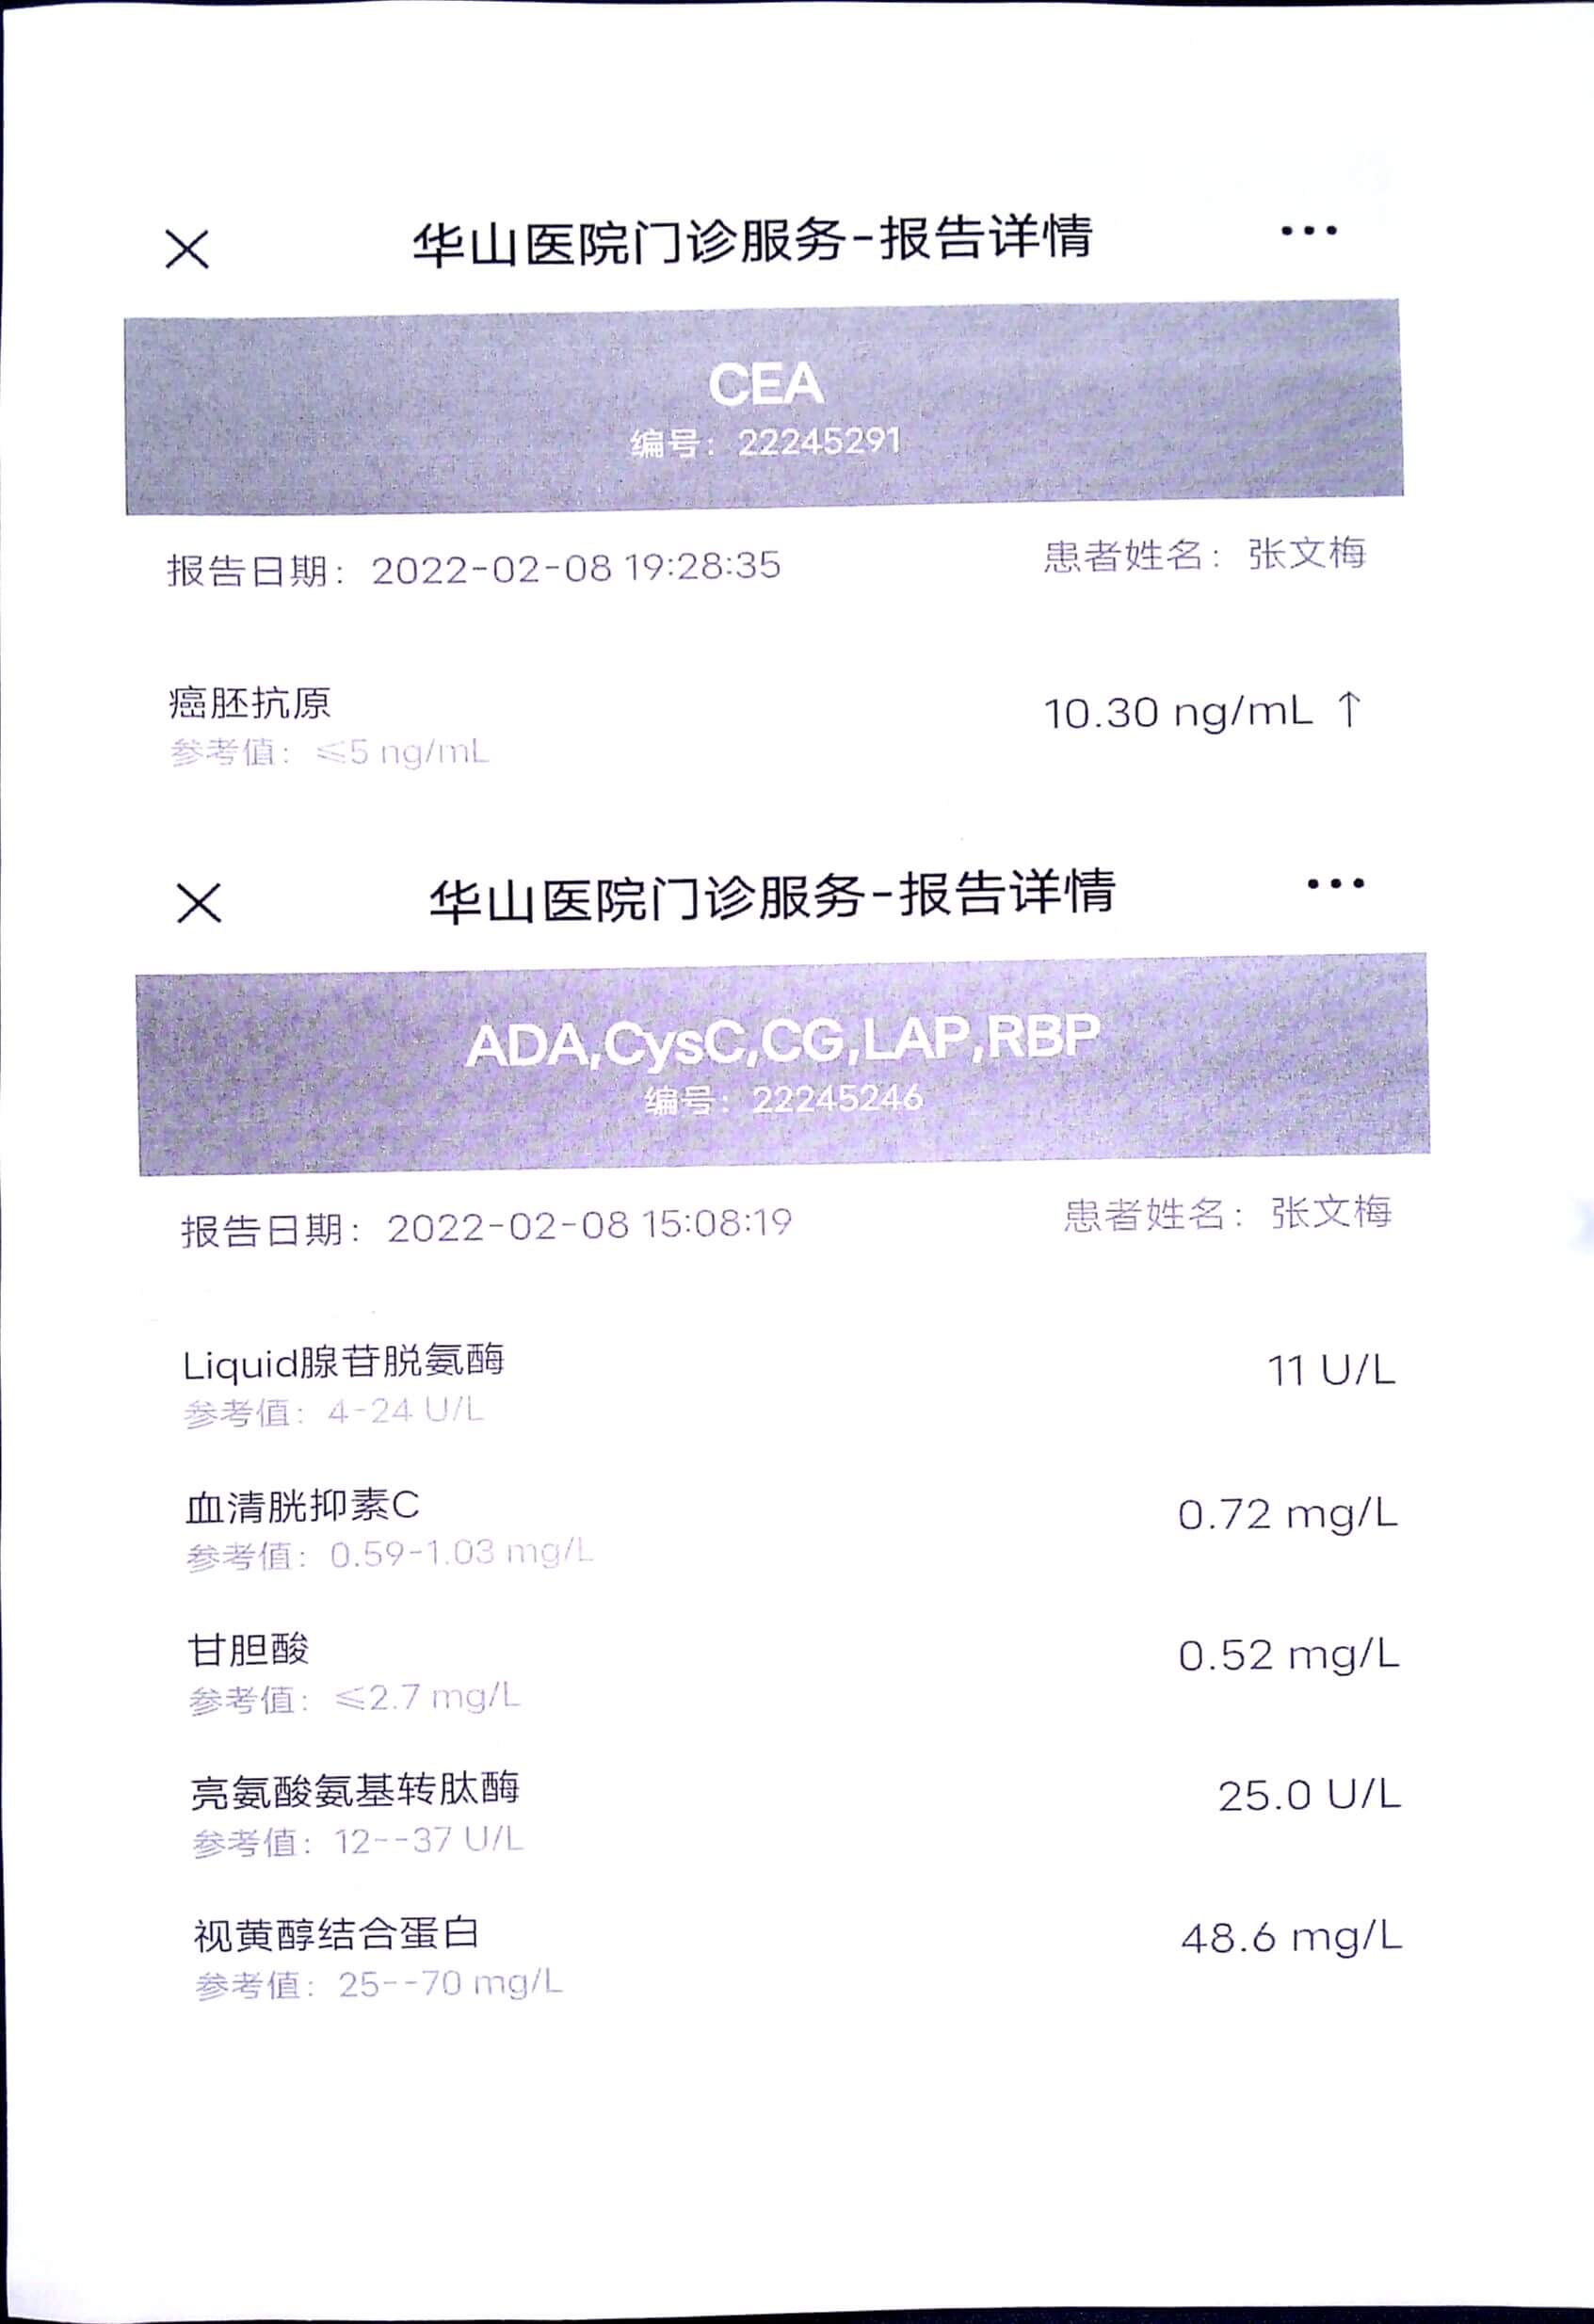 华山医院门诊服务-报告详情
CEA
编号：22245291
报告日期：2022-02-08 19:28:35 患者姓名：张文梅
癌胚抗原 10.30 ng/mL ↑
参考值：≤5 ng/mL
华山医院门诊服务-报告详情
ADA,CysC,CG,LAP,RBP
编号：22245246
报告日期：2022-02-08 15:08:19 患者姓名：张文梅
Liquid腺苷脱氨酶 11 U/L
参考值：4-24 U/L
血清胱抑素C 0.72 mg/L
参考值：0.59-1.03 mg/L
甘胆酸 0.52 mg/L
参考值：≤2.7 mg/L
亮氨酸氨基转肽酶 25.0 U/L
参考值：12--37 U/L
视黄醇结合蛋白 48.6 mg/L
参考值：25--70 mg/L